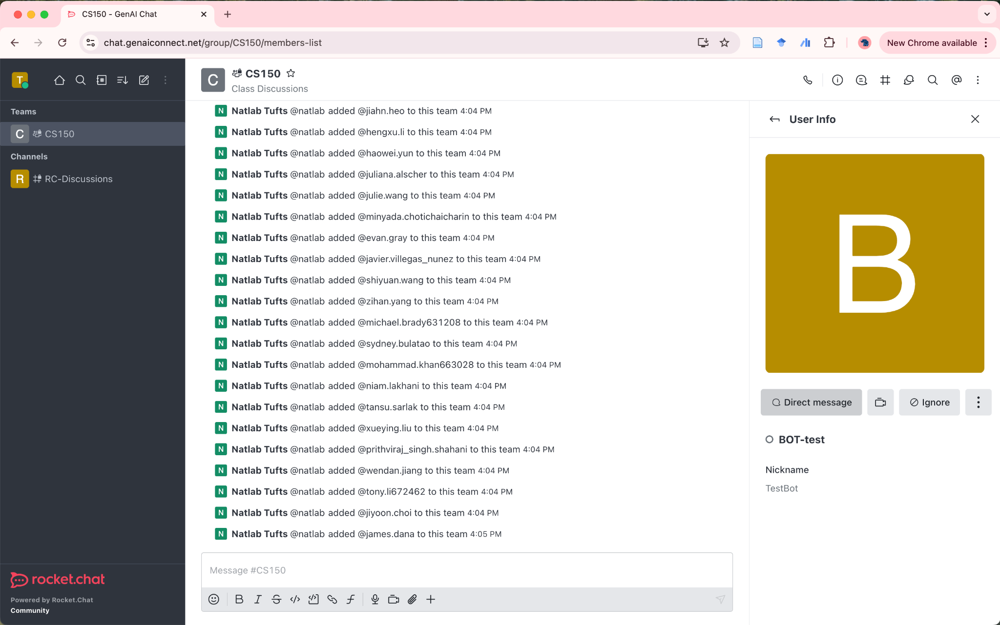 CS150 - GenAI Chat
chat.genaiconnect.net/group/CS150/members-list
New Chrome available
T
Teams
C CS150
Channels
R RC-Discussions
rocket.chat
Powered by Rocket.Chat
Community
C
CS150
Class Discussions
N Natlab Tufts @natlab added @jiahn.heo to this team 4:04 PM
N Natlab Tufts @natlab added @hengxu.li to this team 4:04 PM
N Natlab Tufts @natlab added @haowei.yun to this team 4:04 PM
N Natlab Tufts @natlab added @juliana.alscher to this team 4:04 PM
N Natlab Tufts @natlab added @julie.wang to this team 4:04 PM
N Natlab Tufts @natlab added @minyada.chotichaicharin to this team 4:04 PM
N Natlab Tufts @natlab added @evan.gray to this team 4:04 PM
N Natlab Tufts @natlab added @javier.villegas_nunez to this team 4:04 PM
N Natlab Tufts @natlab added @shiyuan.wang to this team 4:04 PM
N Natlab Tufts @natlab added @zihan.yang to this team 4:04 PM
N Natlab Tufts @natlab added @michael.brady631208 to this team 4:04 PM
N Natlab Tufts @natlab added @sydney.bulatao to this team 4:04 PM
N Natlab Tufts @natlab added @mohammad.khan663028 to this team 4:04 PM
N Natlab Tufts @natlab added @niam.lakhani to this team 4:04 PM
N Natlab Tufts @natlab added @tansu.sarlak to this team 4:04 PM
N Natlab Tufts @natlab added @xueying.liu to this team 4:04 PM
N Natlab Tufts @natlab added @prithviraj_singh.shahani to this team 4:04 PM
N Natlab Tufts @natlab added @wendan.jiang to this team 4:04 PM
N Natlab Tufts @natlab added @tony.li672462 to this team 4:04 PM
N Natlab Tufts @natlab added @jiyoon.choi to this team 4:04 PM
N Natlab Tufts @natlab added @james.dana to this team 4:05 PM
Message #CS150
User Info
B
Direct message
Ignore
BOT-test
Nickname
TestBot